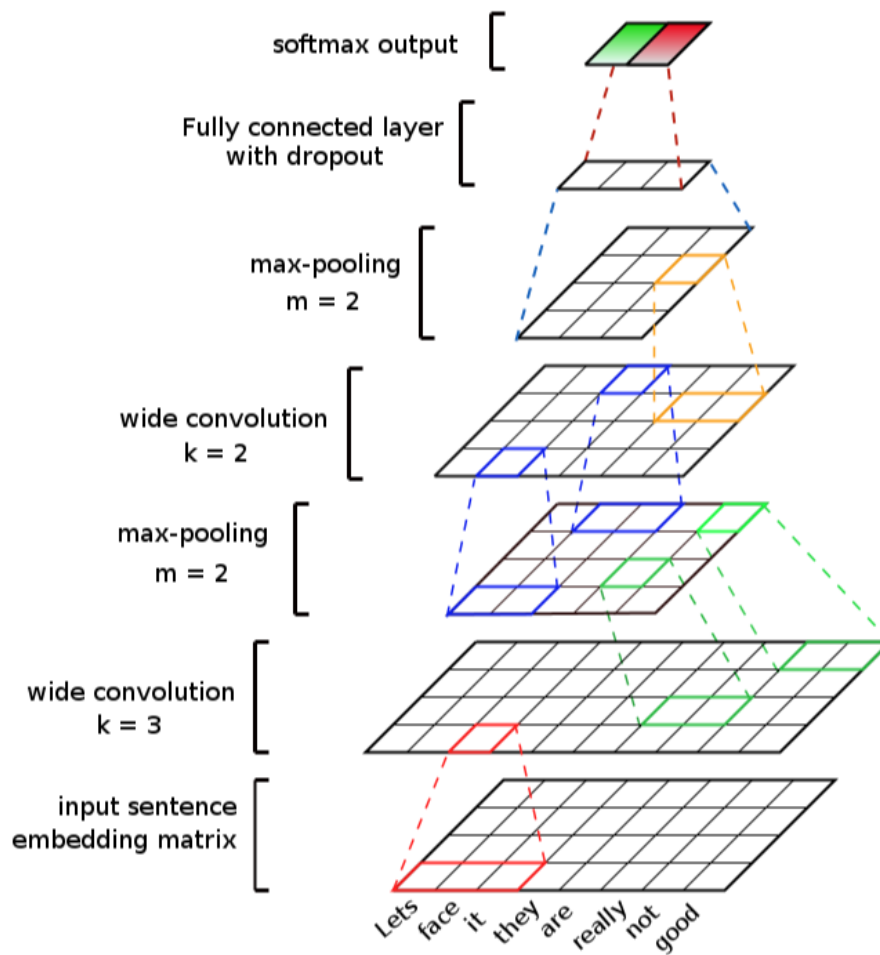 softmax output
Fully connected layer
with dropout
max-pooling
m = 2
wide convolution
k = 2
max-pooling
m = 2
wide convolution
k = 3
input sentence
embedding matrix
Lets
face
it
they
are
really
not
good